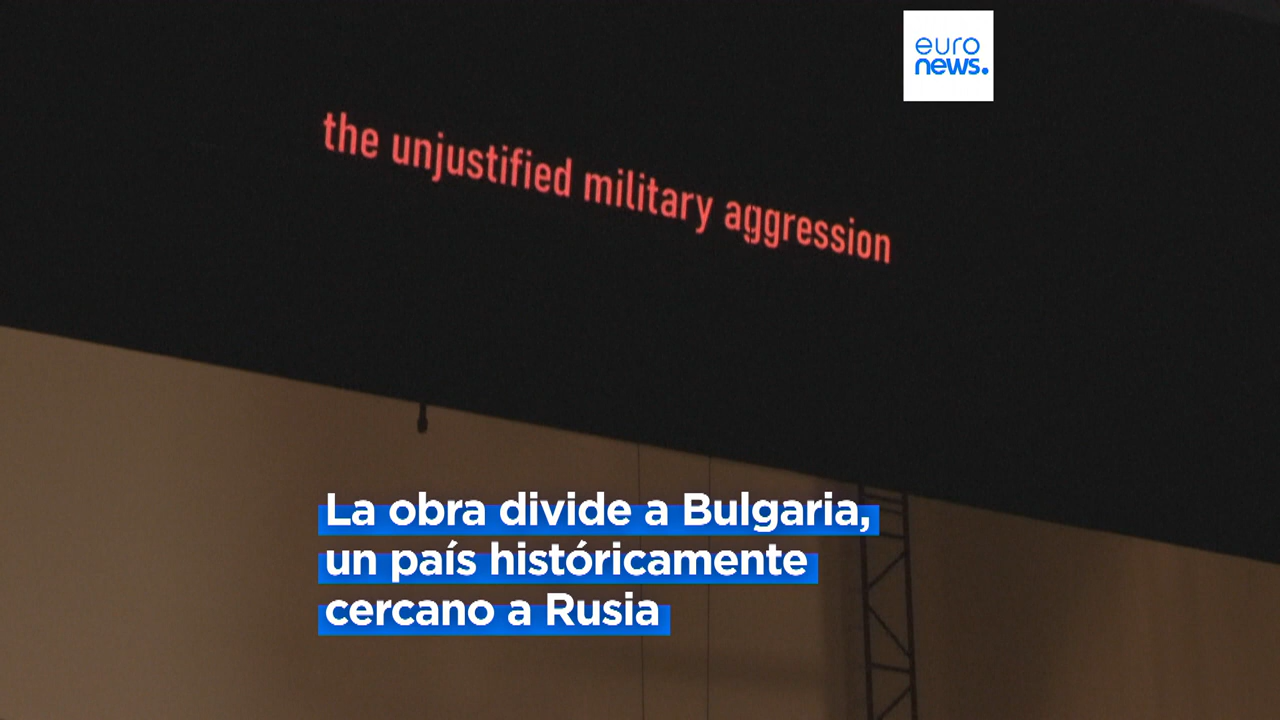 euro
news.
the unjustified military aggression
La obra divide a Bulgaria,
un país históricamente
cercano a Rusia